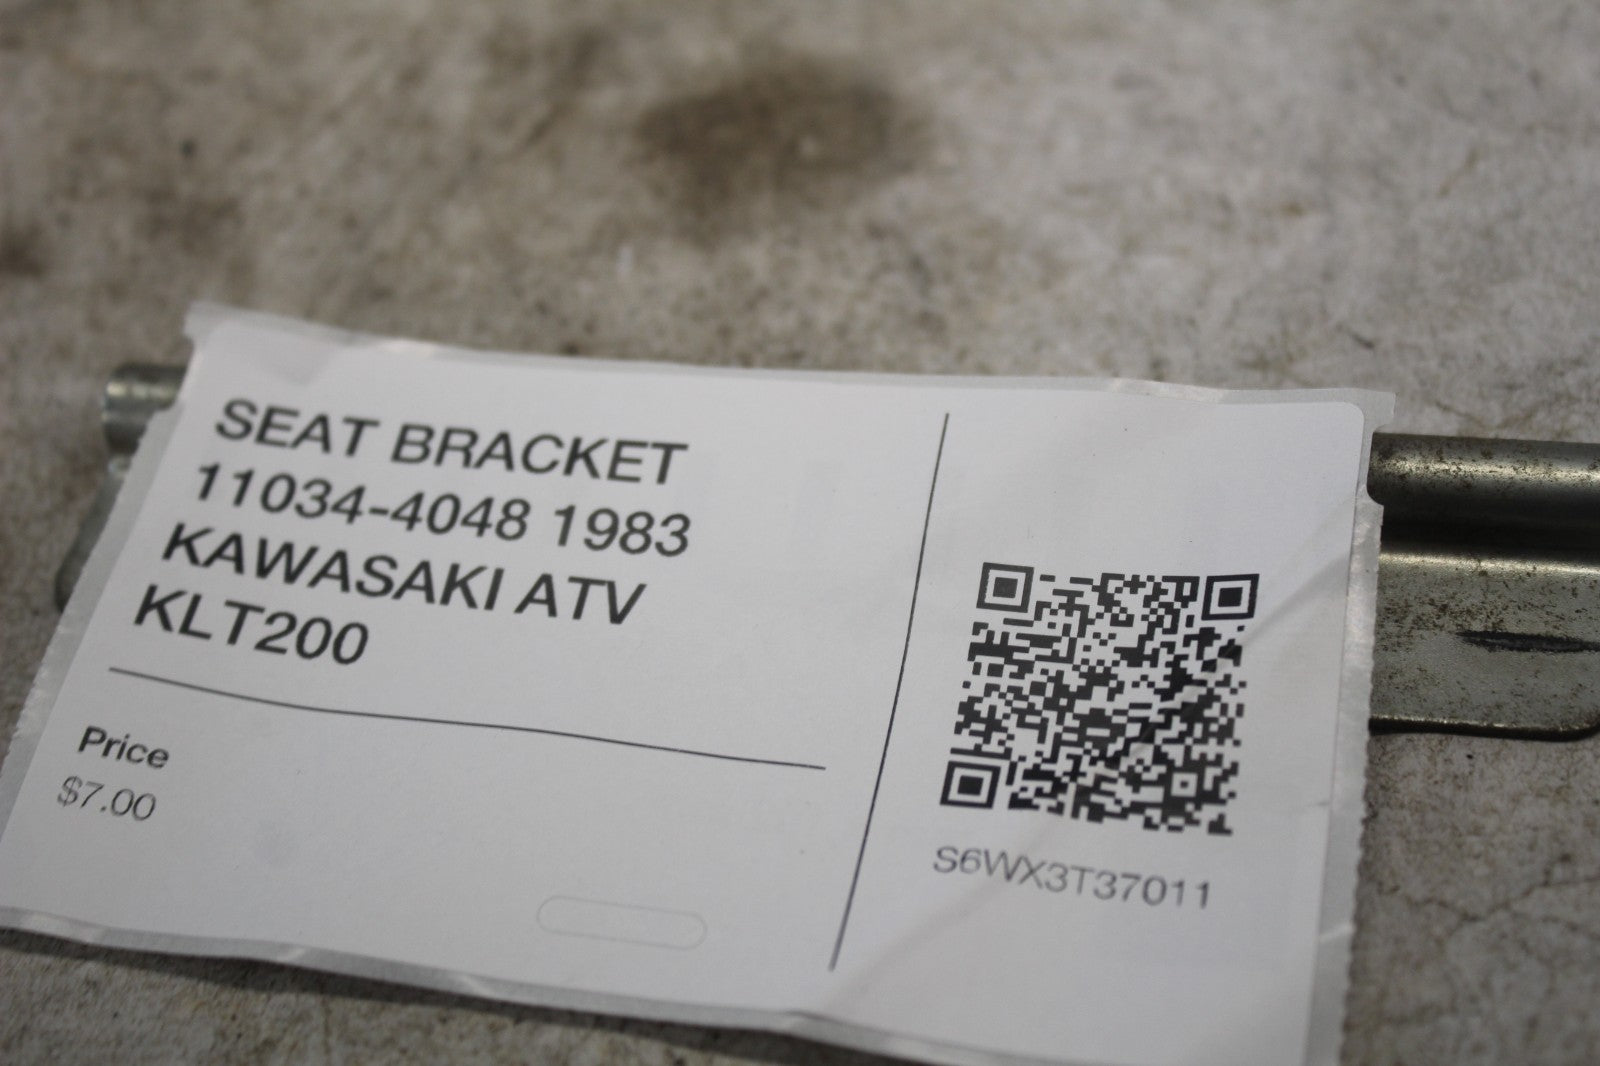 SEAT BRACKET
11034-4048 1983
KAWASAKI ATV
KLT200
Price
$7.00
S6WX3T37011